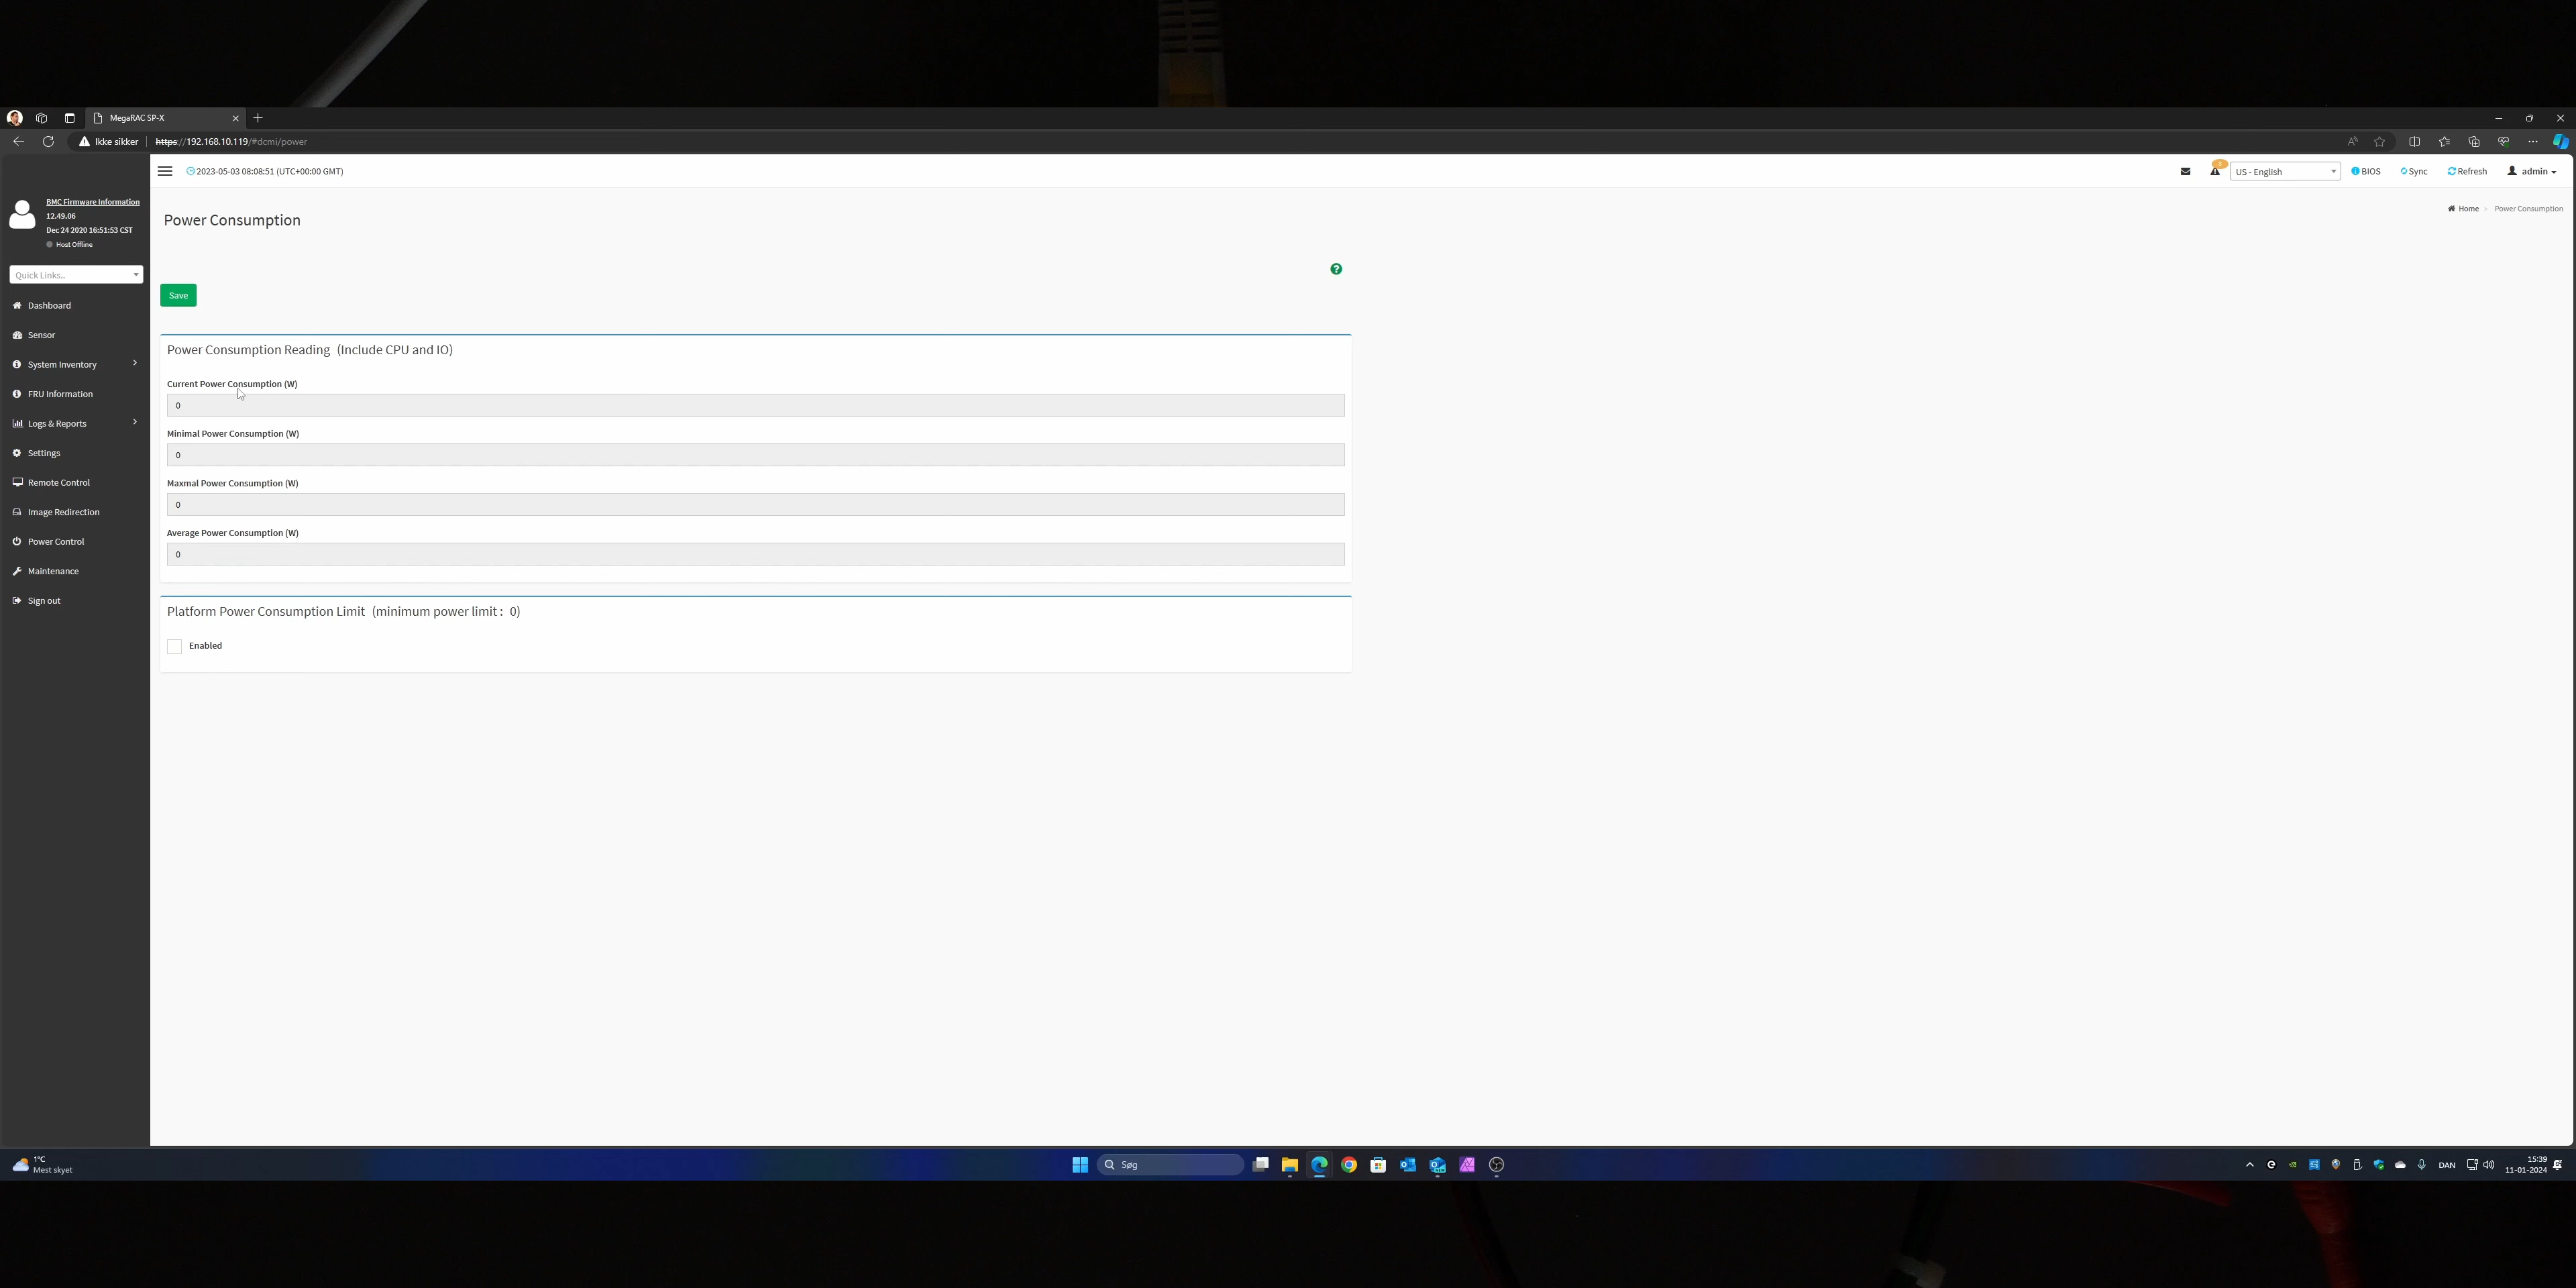 MegaRAC SP-X
Ikke sikker
https://192.168.10.119/#dcmi/power
2023-05-03 08:08:51 (UTC+00:00 GMT)
US - English
BIOS
Sync
Refresh
admin
BMC Firmware Information
12.49.06
Dec 24 2020 16:51:53 CST
Host Offline
Quick Links..
Dashboard
Sensor
System Inventory
FRU Information
Logs & Reports
Settings
Remote Control
Image Redirection
Power Control
Maintenance
Sign out
Power Consumption
Home > Power Consumption
Save
Power Consumption Reading (Include CPU and IO)
Current Power Consumption (W)
0
Minimal Power Consumption (W)
0
Maxmal Power Consumption (W)
0
Average Power Consumption (W)
0
Platform Power Consumption Limit (minimum power limit : 0)
Enabled
1°C
Mest skyet
Søg
DAN
15:39
11-01-2024